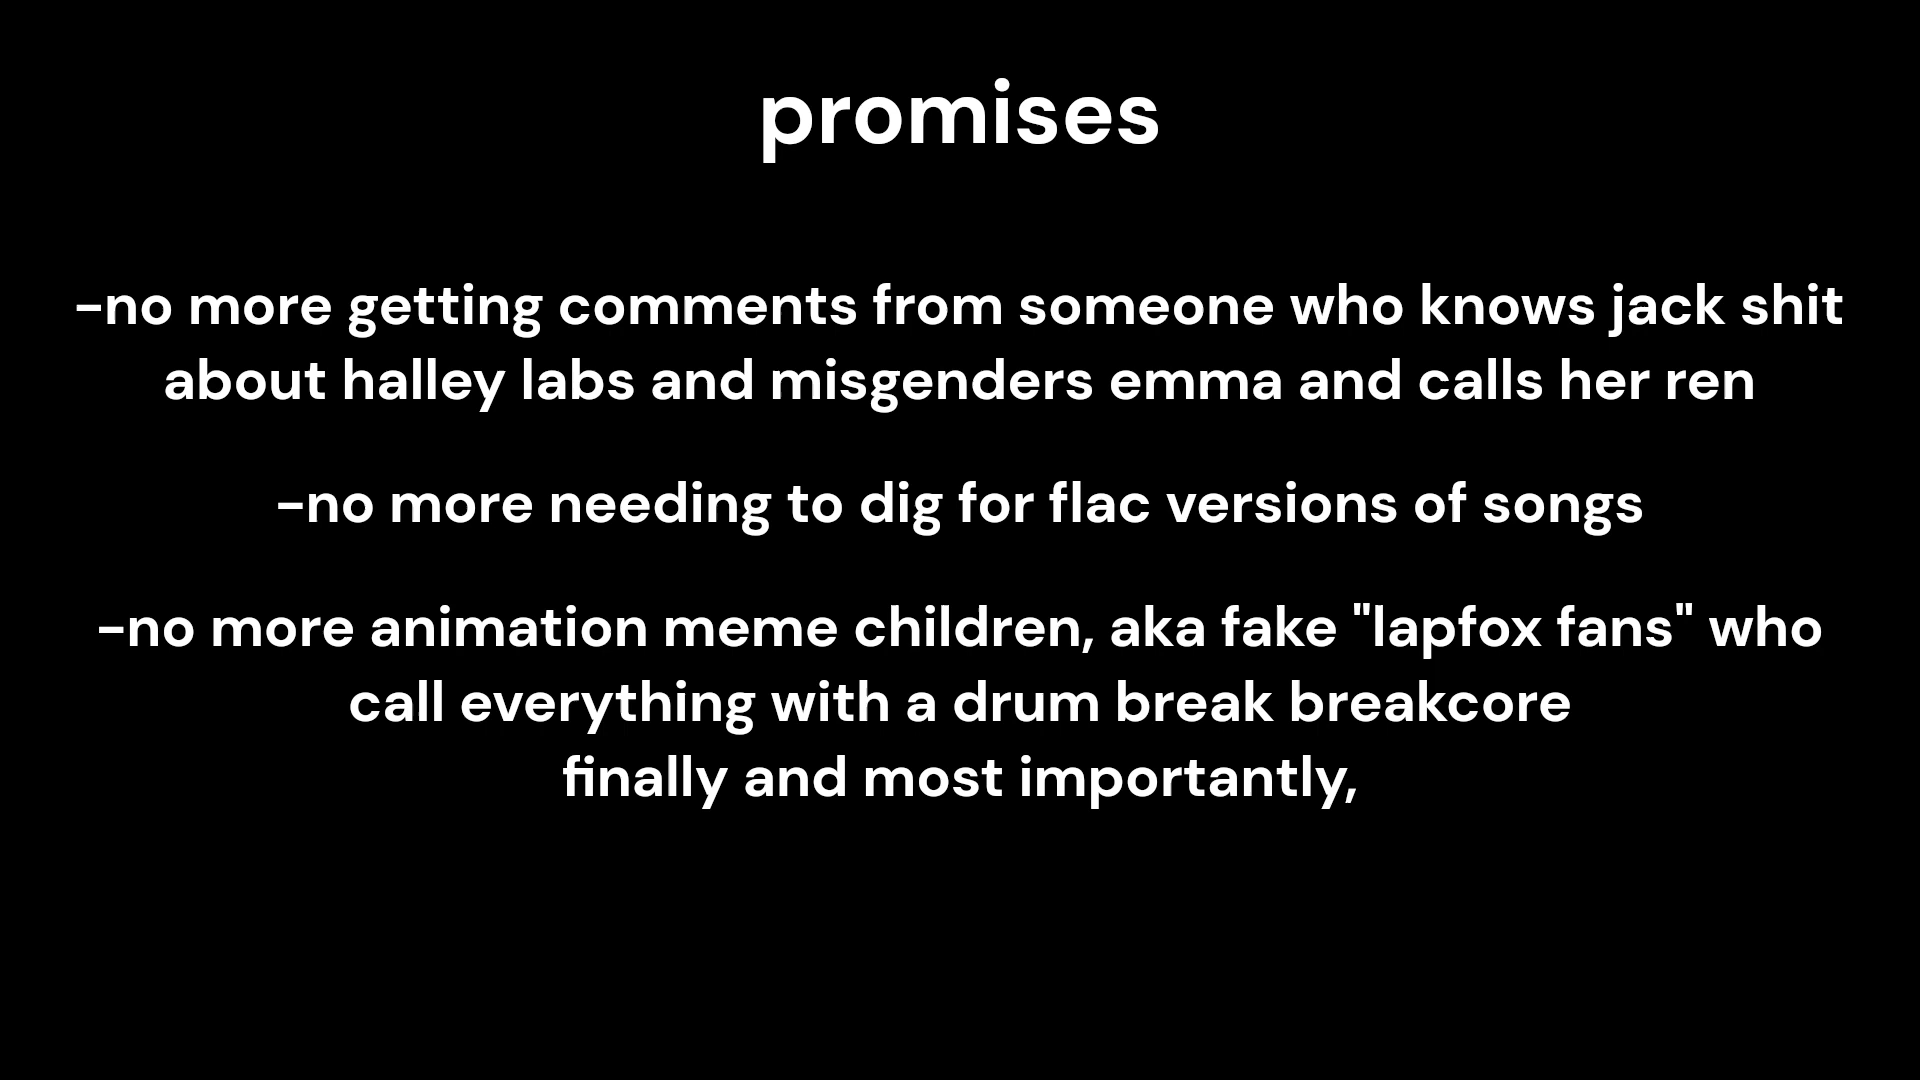 promises
-no more getting comments from someone who knows jack shit
about halley labs and misgenders emma and calls her ren
-no more needing to dig for flac versions of songs
-no more animation meme children, aka fake "lapfox fans" who
call everything with a drum break breakcore
finally and most importantly,